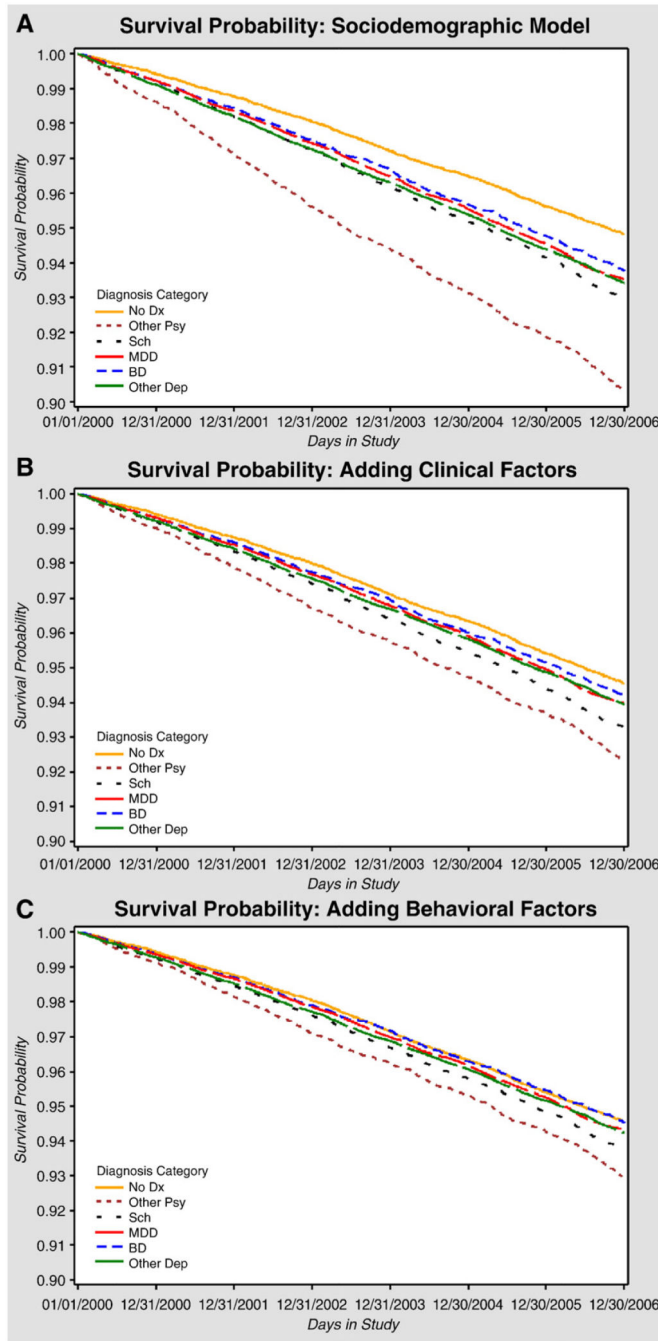 A
Survival Probability: Sociodemographic Model
1.00
0.99
0.98
0.97
0.96
0.95
0.94
0.93
0.92
0.91
0.90
Survival Probability
Diagnosis Category
No Dx
Other Psy
Sch
MDD
BD
Other Dep
01/01/2000 12/31/2000 12/31/2001 12/31/2002 12/31/2003 12/30/2004 12/30/2005 12/30/2006
Days in Study
B
Survival Probability: Adding Clinical Factors
1.00
0.99
0.98
0.97
0.96
0.95
0.94
0.93
0.92
0.91
0.90
Survival Probability
Diagnosis Category
No Dx
Other Psy
Sch
MDD
BD
Other Dep
01/01/2000 12/31/2000 12/31/2001 12/31/2002 12/31/2003 12/30/2004 12/30/2005 12/30/2006
Days in Study
C
Survival Probability: Adding Behavioral Factors
1.00
0.99
0.98
0.97
0.96
0.95
0.94
0.93
0.92
0.91
0.90
Survival Probability
Diagnosis Category
No Dx
Other Psy
Sch
MDD
BD
Other Dep
01/01/2000 12/31/2000 12/31/2001 12/31/2002 12/31/2003 12/30/2004 12/30/2005 12/30/2006
Days in Study